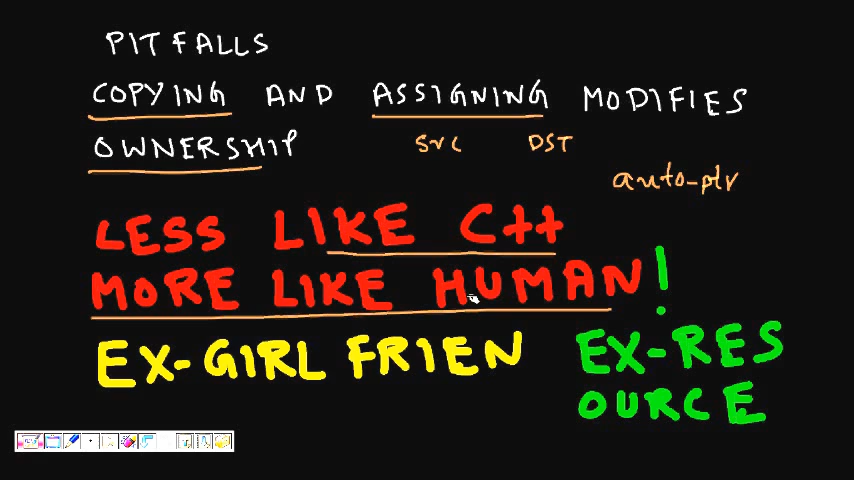 PITFALLS
COPYING AND ASSIGNING MODIFIES
OWNERSHIP
Src DST
auto-ptr
LESS LIKE C++
MORE LIKE HUMAN!
EX-GIRL FRIEN
EX-RES
OURCE